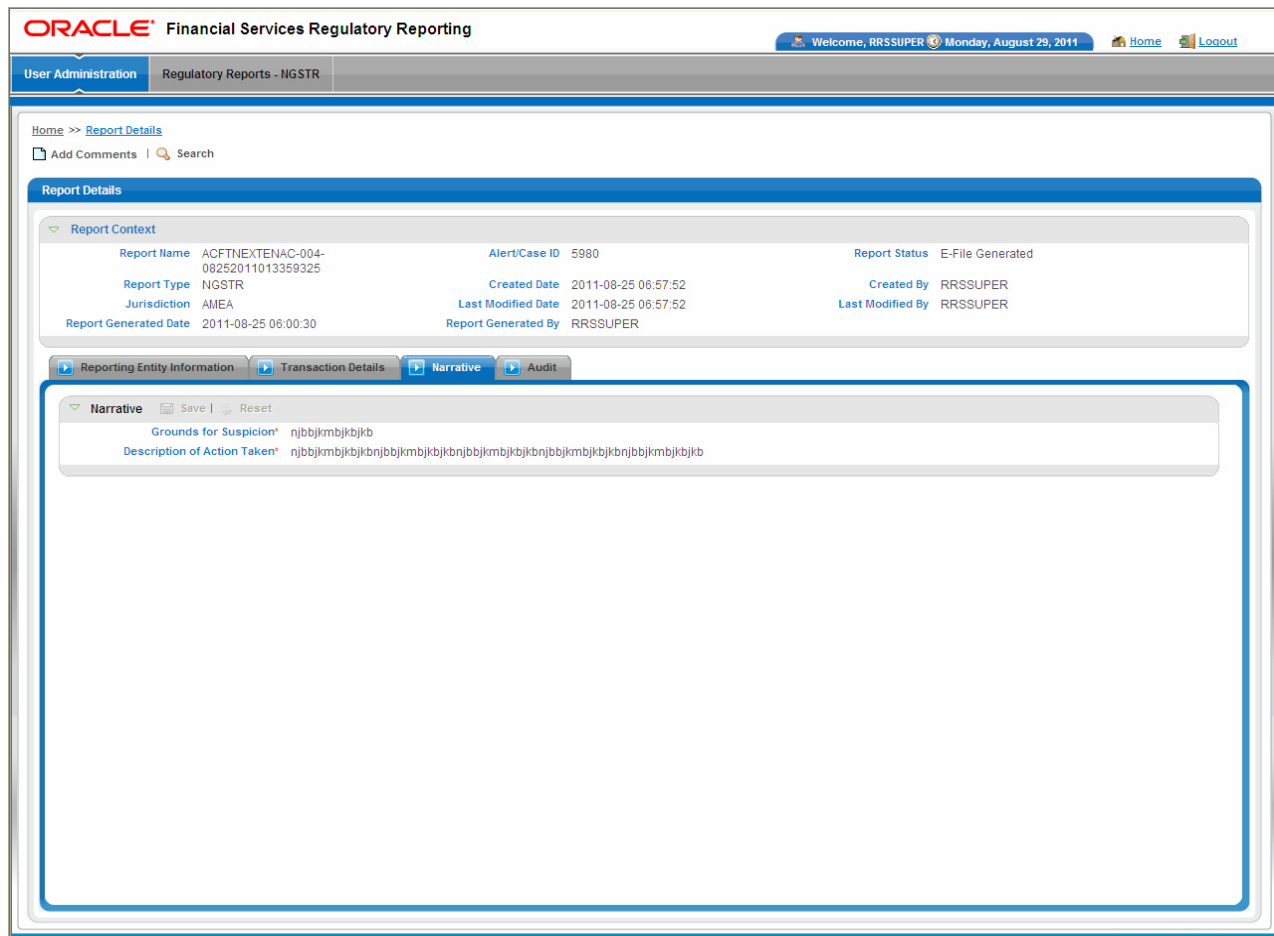 ORACLE Financial Services Regulatory Reporting
Welcome, RRSSUPER Monday, August 29, 2011 Home Logout
User Administration Regulatory Reports - NGSTR
Home >> Report Details
Add Comments | Search
Report Details
Report Context
Report Name ACFTNEXTENAC-004- Alert/Case ID 5980 Report Status E-File Generated
08252011013359325
Report Type NGSTR Created Date 2011-08-25 06:57:52 Created By RRSSUPER
Jurisdiction AMEA Last Modified Date 2011-08-25 06:57:52 Last Modified By RRSSUPER
Report Generated Date 2011-08-25 06:00:30 Report Generated By RRSSUPER
Reporting Entity Information Transaction Details Narrative Audit
Narrative Save | Reset
Grounds for Suspicion* njbbjkmbjkbjkb
Description of Action Taken* njbbjkmbjkbjkbnjbbjkmbjkbjkbnjbbjkmbjkbjkbnjbbjkmbjkbjkbnjbbjkmbjkbjkb